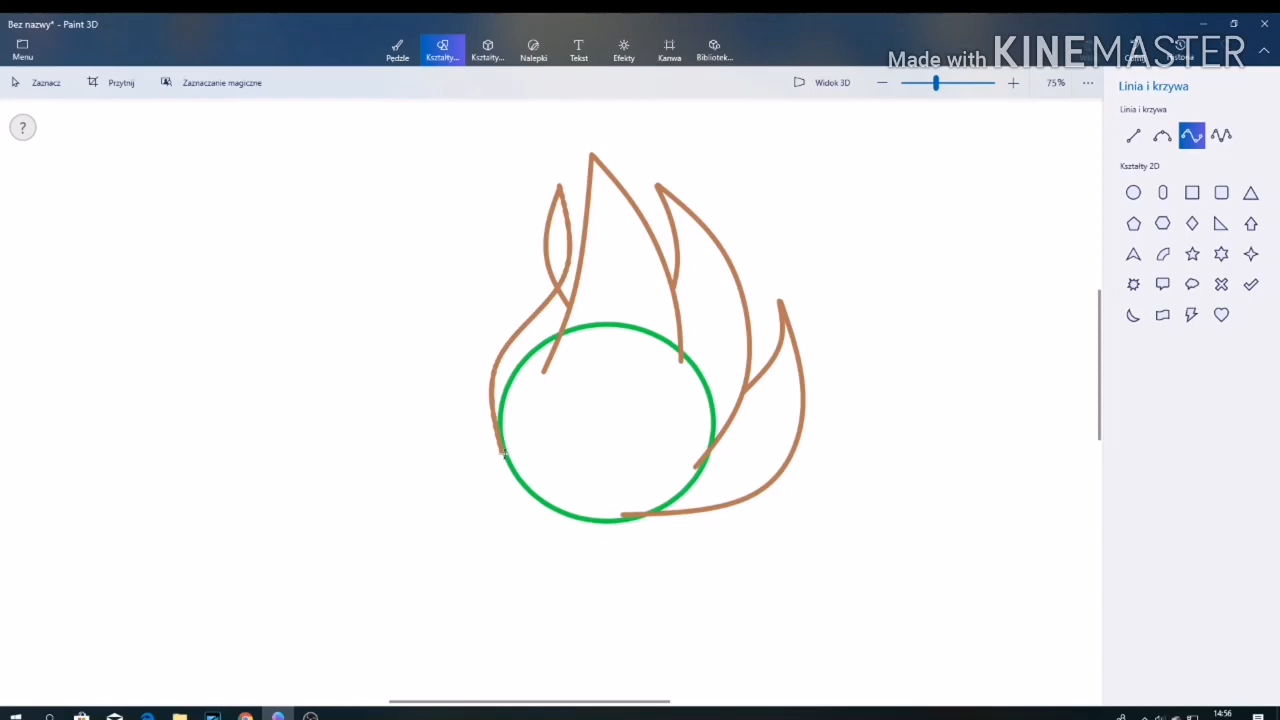 Bez nazwy* - Paint 3D
Made with KINEMASTER
Menu
Pędzle
Kształty...
Kształty...
Nalepki
Tekst
Efekty
Kanwa
Bibliotek...
Zaznacz
Przytnij
Zaznaczanie magiczne
Widok 3D
75%
Linia i krzywa
Linia i krzywa
Kształty 2D
?
14:56